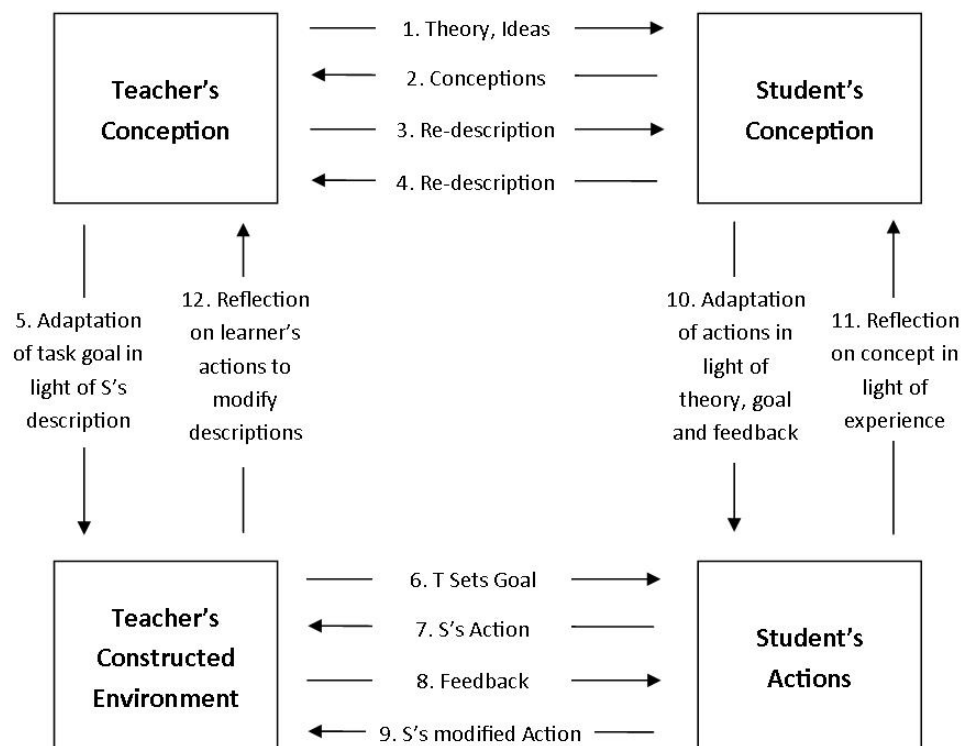 1. Theory, Ideas
2. Conceptions
Teacher's
Conception
Student's
Conception
3. Re-description
4. Re-description
5. Adaptation
of task goal in
light of S's
description
12. Reflection
on learner's
actions to
modify
descriptions
10. Adaptation
of actions in
light of
theory, goal
and feedback
11. Reflection
on concept in
light of
experience
6. T Sets Goal
7. S's Action
Teacher's
Constructed
Environment
Student's
Actions
8. Feedback
9. S's modified Action